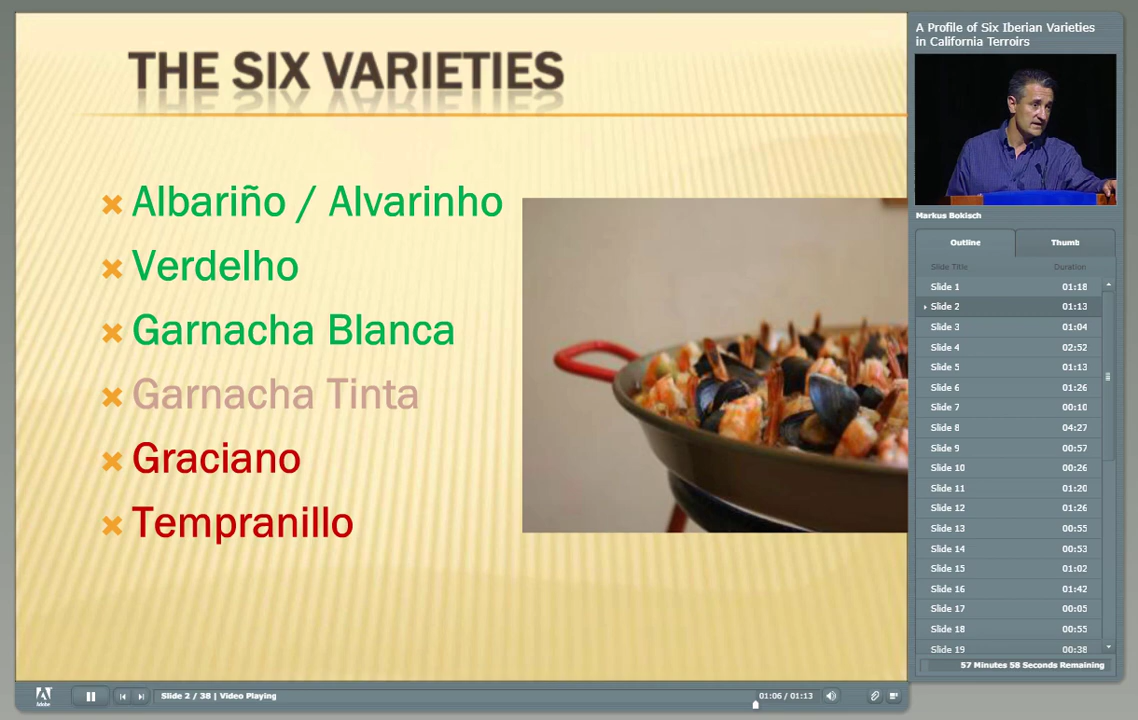 THE SIX VARIETIES
Albariño / Alvarinho
Verdelho
Garnacha Blanca
Garnacha Tinta
Graciano
Tempranillo
A Profile of Six Iberian Varieties
in California Terroirs
Markus Bokisch
Outline Thumb
Slide Title Duration
Slide 1 01:18
Slide 2 01:13
Slide 3 01:04
Slide 4 02:52
Slide 5 01:13
Slide 6 01:26
Slide 7 00:10
Slide 8 04:27
Slide 9 00:57
Slide 10 00:26
Slide 11 01:20
Slide 12 01:26
Slide 13 00:55
Slide 14 00:53
Slide 15 01:02
Slide 16 01:42
Slide 17 00:05
Slide 18 00:55
Slide 19 00:38
57 Minutes 58 Seconds Remaining
Adobe
Slide 2 / 38 | Video Playing
01:06 / 01:13